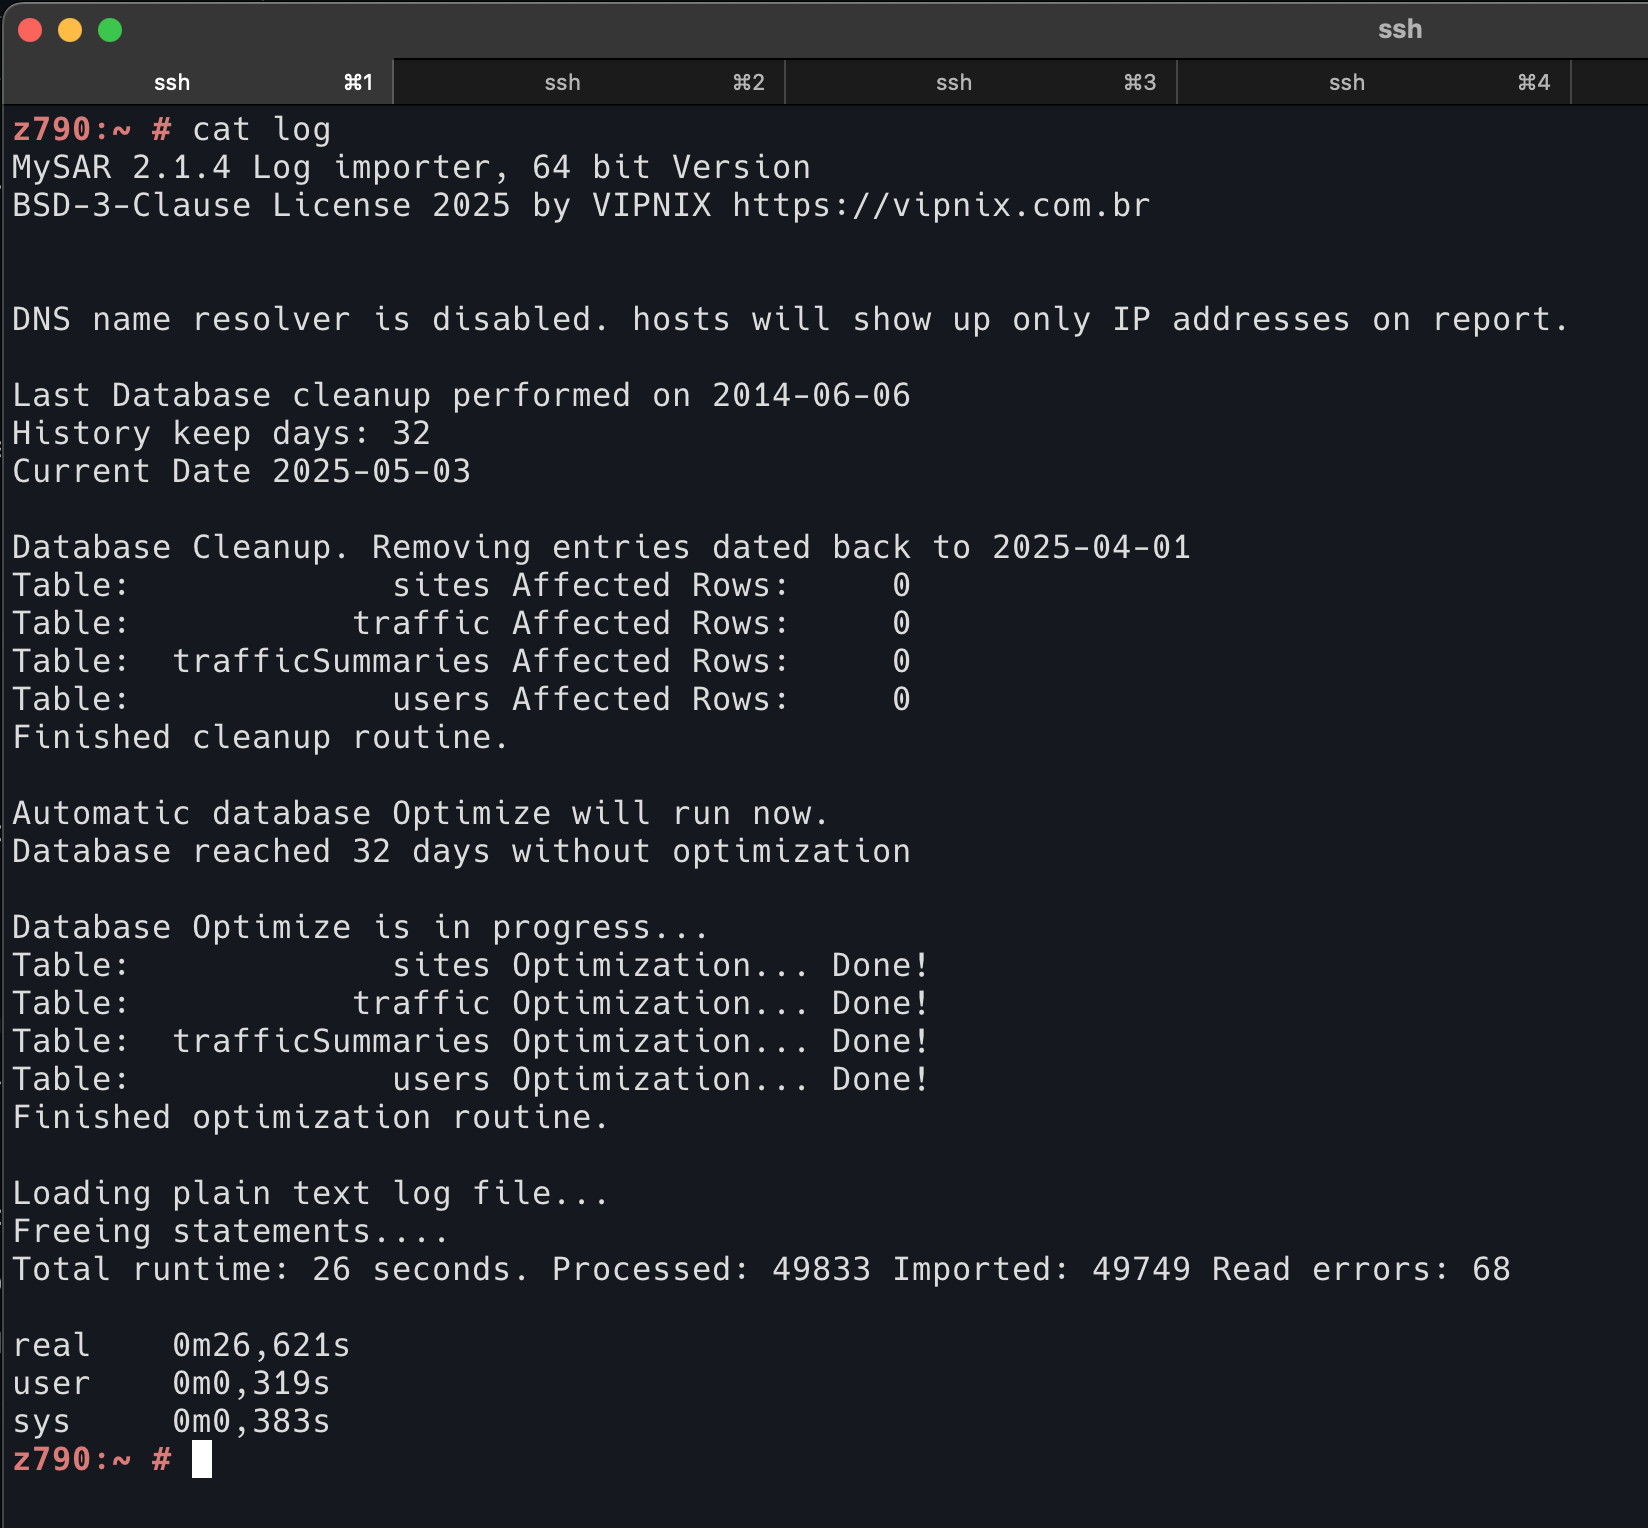 ssh
ssh ⌘1 ssh ⌘2 ssh ⌘3 ssh ⌘4
z790:~ # cat log
MySAR 2.1.4 Log importer, 64 bit Version
BSD-3-Clause License 2025 by VIPNIX https://vipnix.com.br
DNS name resolver is disabled. hosts will show up only IP addresses on report.
Last Database cleanup performed on 2014-06-06
History keep days: 32
Current Date 2025-05-03
Database Cleanup. Removing entries dated back to 2025-04-01
Table:             sites Affected Rows:     0
Table:           traffic Affected Rows:     0
Table:  trafficSummaries Affected Rows:     0
Table:             users Affected Rows:     0
Finished cleanup routine.
Automatic database Optimize will run now.
Database reached 32 days without optimization
Database Optimize is in progress...
Table:             sites Optimization... Done!
Table:           traffic Optimization... Done!
Table:  trafficSummaries Optimization... Done!
Table:             users Optimization... Done!
Finished optimization routine.
Loading plain text log file...
Freeing statements....
Total runtime: 26 seconds. Processed: 49833 Imported: 49749 Read errors: 68
real    0m26,621s
user    0m0,319s
sys     0m0,383s
z790:~ #